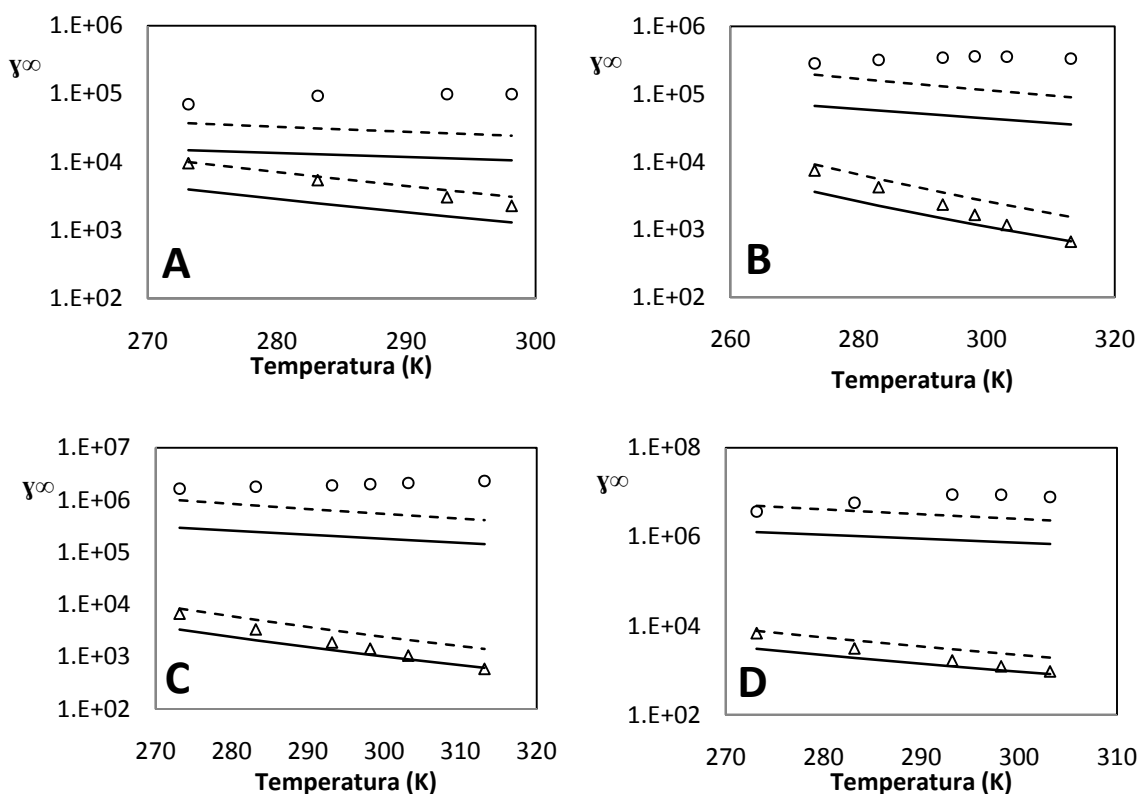 1.E+06
ɣ∞
1.E+05
1.E+04
1.E+03
1.E+02
A
270 280 290 300
Temperatura (K)
1.E+06
ɣ∞
1.E+05
1.E+04
1.E+03
1.E+02
B
260 280 300 320
Temperatura (K)
1.E+07
ɣ∞
1.E+06
1.E+05
1.E+04
1.E+03
1.E+02
C
270 280 290 300 310 320
Temperatura (K)
1.E+08
ɣ∞
1.E+06
1.E+04
1.E+02
D
270 280 290 300 310
Temperatura (K)